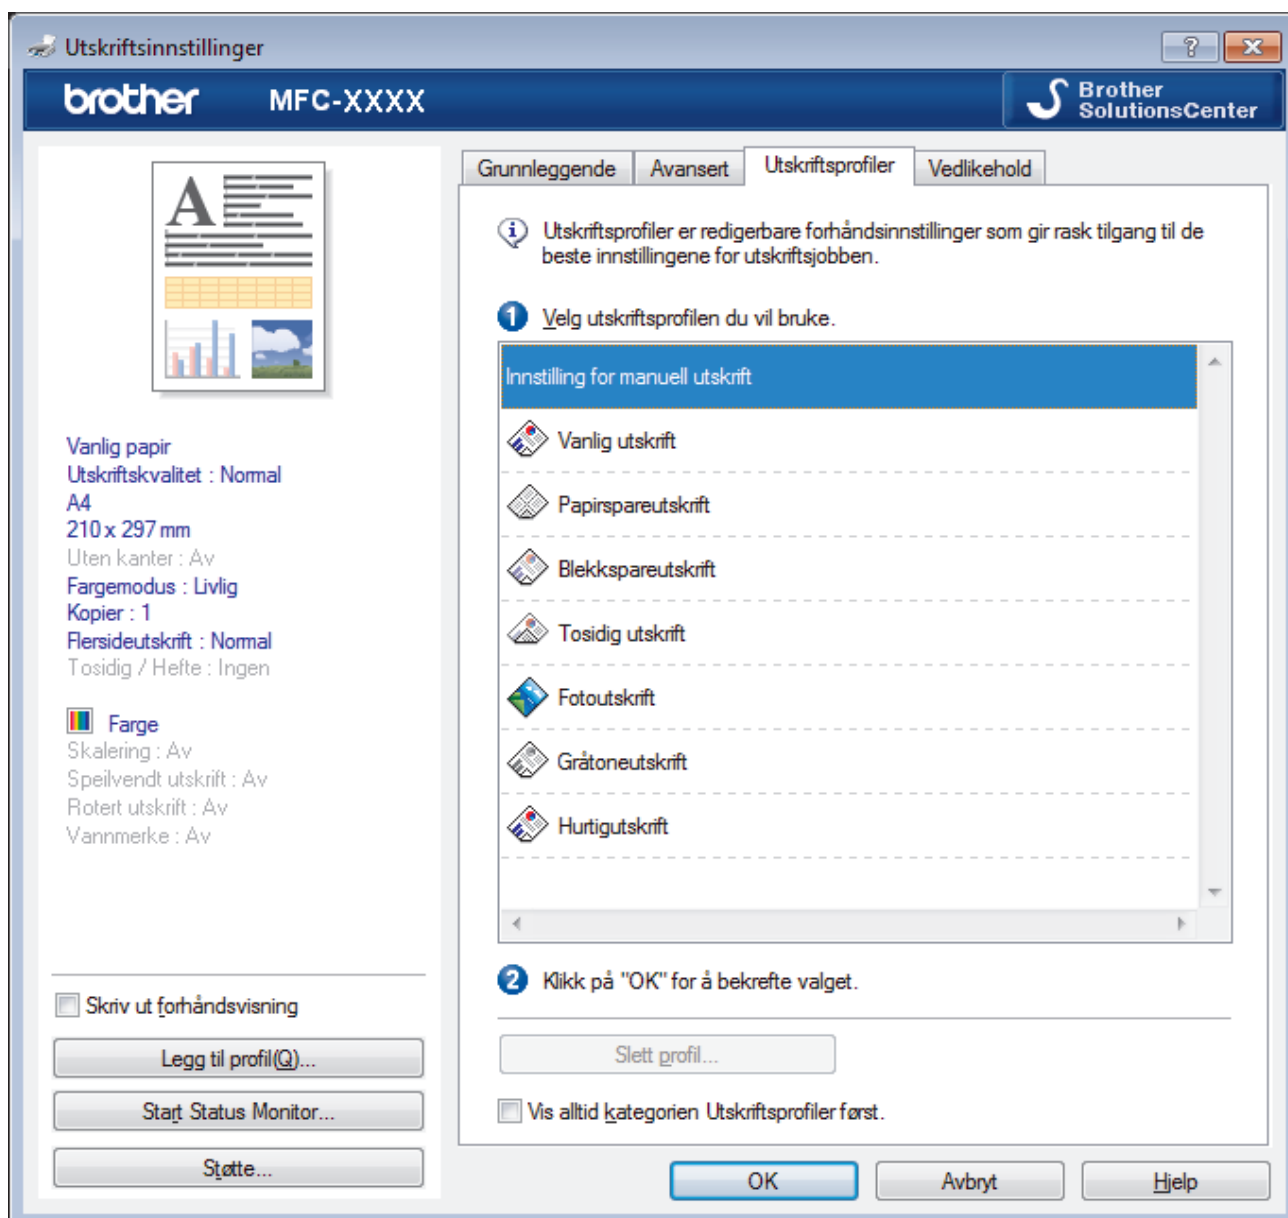 Utskriftsinnstillinger
brother MFC-XXXX
Brother
SolutionsCenter
A
Vanlig papir
Utskriftskvalitet : Normal
A4
210 x 297 mm
Uten kanter : Av
Fargemodus : Livlig
Kopier : 1
Flersideutskrift : Normal
Tosidig / Hefte : Ingen
Farge
Skalering : Av
Speilvendt utskrift : Av
Rotert utskrift : Av
Vannmerke : Av
Skriv ut forhåndsvisning
Legg til profil(Q)...
Start Status Monitor...
Støtte...
Grunnleggende Avansert Utskriftsprofiler Vedlikehold
Utskriftsprofiler er redigerbare forhåndsinnstillinger som gir rask tilgang til de
beste innstillingene for utskriftsjobben.
1 Velg utskriftsprofilen du vil bruke.
Innstilling for manuell utskrift
Vanlig utskrift
Papirspareutskrift
Blekkspareutskrift
Tosidig utskrift
Fotoutskrift
Gråtoneutskrift
Hurtigutskrift
2 Klikk på "OK" for å bekrefte valget.
Slett profil...
Vis alltid kategorien Utskriftsprofiler først.
OK Avbryt Hjelp